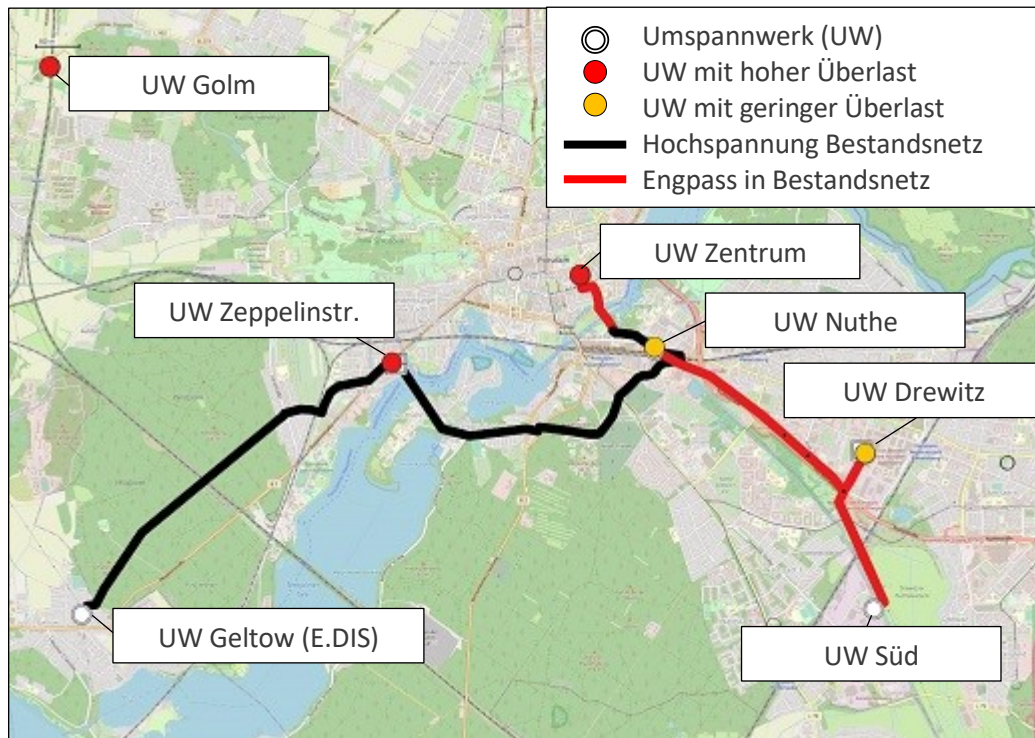 Umspannwerk (UW)
UW mit hoher Überlast
UW mit geringer Überlast
Hochspannung Bestandsnetz
Engpass in Bestandsnetz
UW Golm
UW Zentrum
UW Zeppelinstr.
UW Nuthe
UW Drewitz
UW Geltow (E.DIS)
UW Süd